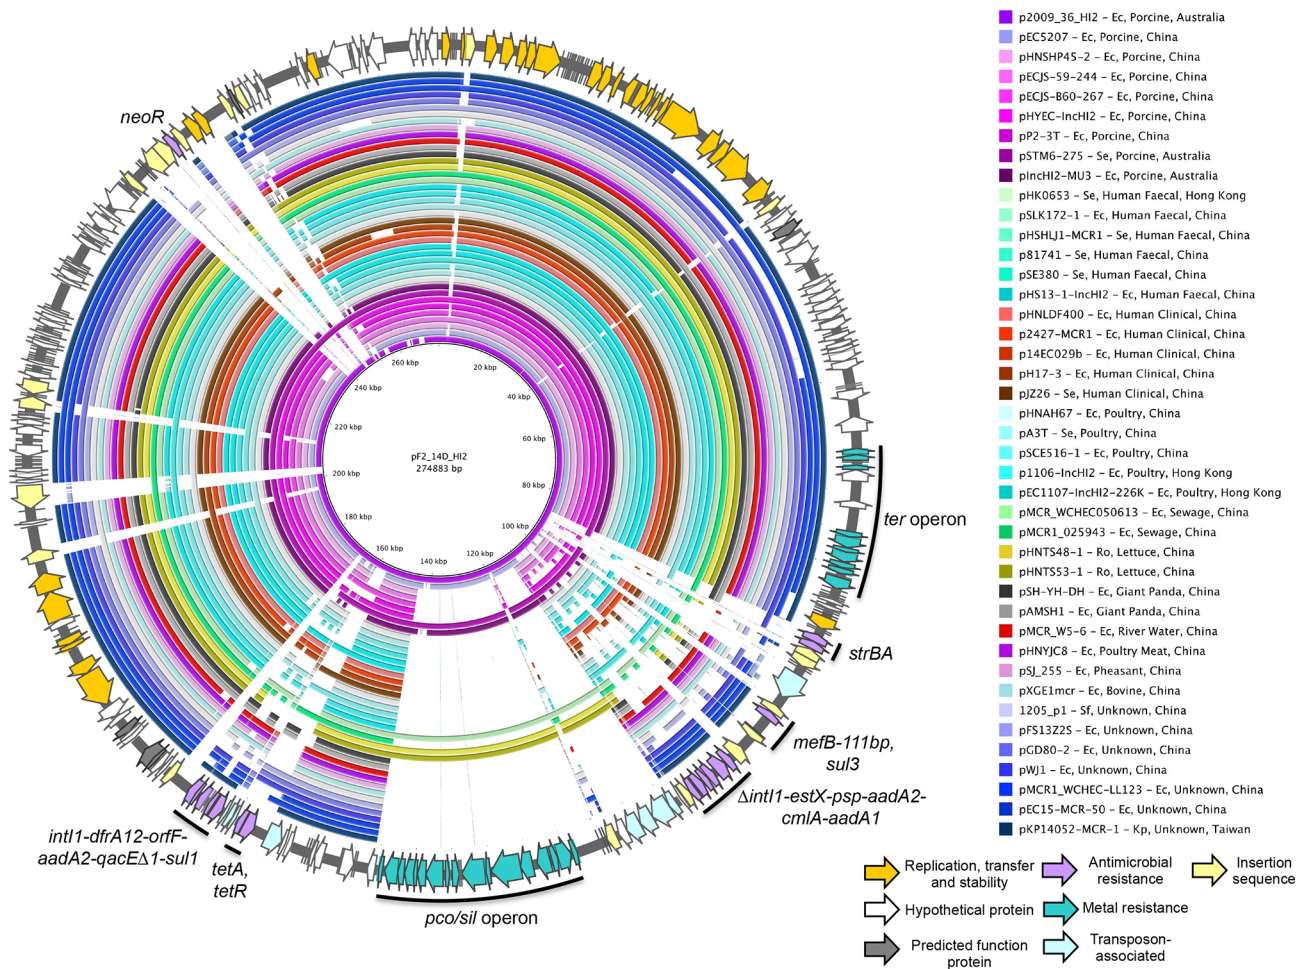 neoR
p2009_36_HI2 – Ec, Porcine, Australia
pEC5207 – Ec, Porcine, China
pHNSHP45-2 – Ec, Porcine, China
pECJS-59-244 – Ec, Porcine, China
pECJS-B60-267 – Ec, Porcine, China
pHYEC-IncHI2 – Ec, Porcine, China
pP2-3T – Ec, Porcine, China
pSTM6-275 – Se, Porcine, Australia
pIncHI2-MU3 – Ec, Porcine, Australia
pHK0653 – Se, Human Faecal, Hong Kong
pSLK172-1 – Ec, Human Faecal, China
pHSHLJ1-MCR1 – Se, Human Faecal, China
p81741 – Se, Human Faecal, China
pSE380 – Se, Human Faecal, China
pHS13-1-IncHI2 – Ec, Human Faecal, China
pHNLDF400 – Ec, Human Clinical, China
p2427-MCR1 – Ec, Human Clinical, China
p14EC029b – Ec, Human Clinical, China
pH17-3 – Ec, Human Clinical, China
pJZ26 – Se, Human Clinical, China
pHNAH67 – Ec, Poultry, China
pA3T – Se, Poultry, China
pSCE516-1 – Ec, Poultry, China
p1106-IncHI2 – Ec, Poultry, Hong Kong
pEC1107-IncHI2-226K – Ec, Poultry, Hong Kong
pMCR_WCHEC050613 – Ec, Sewage, China
pMCR1_025943 – Ec, Sewage, China
pHNTS48-1 – Ro, Lettuce, China
pHNTS53-1 – Ro, Lettuce, China
pSH-YH-DH – Ec, Giant Panda, China
pAMSH1 – Ec, Giant Panda, China
pMCR_W5-6 – Ec, River Water, China
pHNYJC8 – Ec, Poultry Meat, China
pSJ_255 – Ec, Pheasant, China
pXGE1mcr – Ec, Bovine, China
1205_p1 – Sf, Unknown, China
pFS13Z2S – Ec, Unknown, China
pGD80-2 – Ec, Unknown, China
pWJ1 – Ec, Unknown, China
pMCR1_WCHEC-LL123 – Ec, Unknown, China
pEC15-MCR-50 – Ec, Unknown, China
pKP14052-MCR-1 – Kp, Unknown, Taiwan
pF2_14D_HI2
274883 bp
20 kbp
40 kbp
60 kbp
80 kbp
100 kbp
120 kbp
140 kbp
160 kbp
180 kbp
200 kbp
220 kbp
240 kbp
260 kbp
ter operon
strBA
mefB-111bp,
sul3
ΔintI1-estX-psp-aadA2-
cmlA-aadA1
pco/sil operon
tetA,
tetR
intI1-dfrA12-orfF-
aadA2-qacEΔ1-sul1
Replication, transfer
and stability
Hypothetical protein
Predicted function
protein
Antimicrobial
resistance
Metal resistance
Transposon-
associated
Insertion
sequence